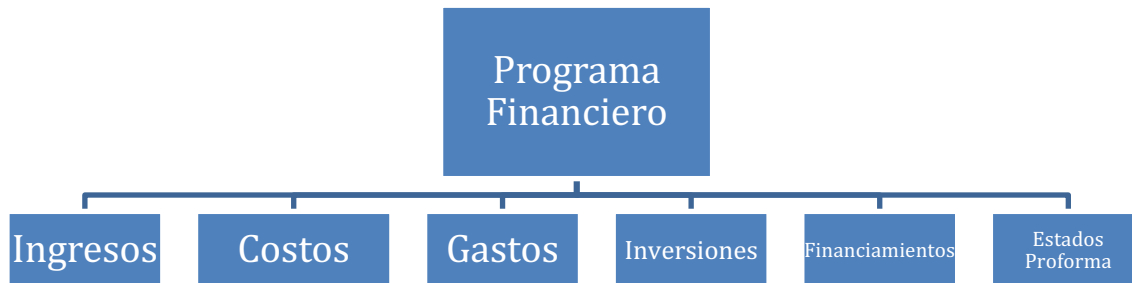 Programa
Financiero
Ingresos
Costos
Gastos
Inversiones
Financiamientos
Estados
Proforma